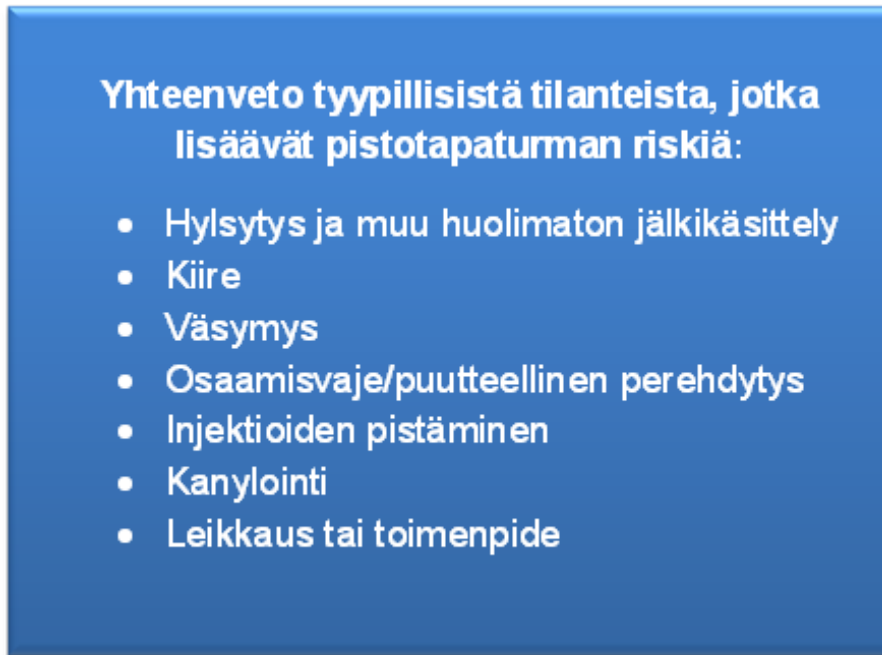 Yhteenveto tyypillisistä tilanteista, jotka
lisäävät pistotapaturman riskiä:
• Hylsytys ja muu huolimaton jälkikäsittely
• Kiire
• Väsymys
• Osaamisvaje/puutteellinen perehdytys
• Injektioiden pistäminen
• Kanylointi
• Leikkaus tai toimenpide